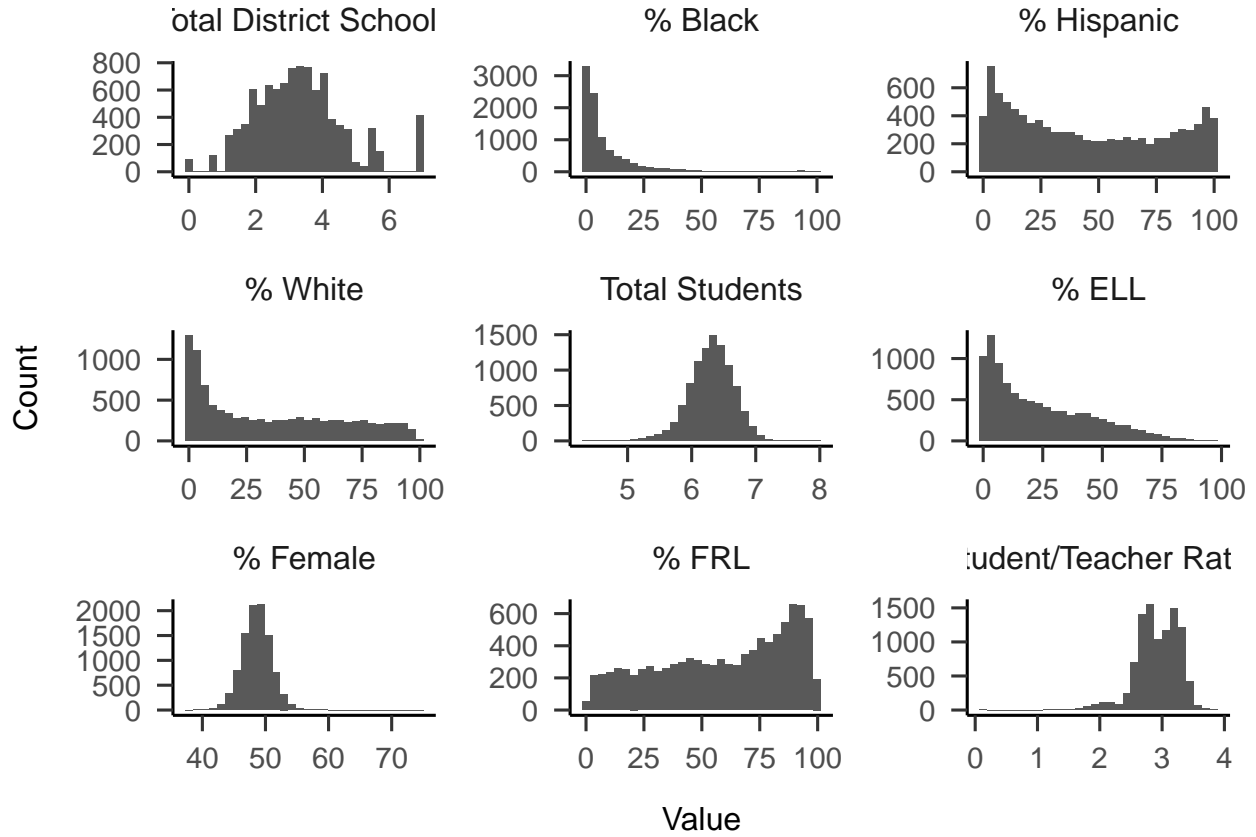 otal District School
% Black
% Hispanic
800
600
400
200
0
0 2 4 6
3000
2000
1000
0
0 25 50 75 100
600
400
200
0
0 25 50 75 100
% White
Total Students
% ELL
1000
500
0
0 25 50 75 100
1500
1000
500
0
5 6 7 8
1000
500
0
0 25 50 75 100
Count
% Female
% FRL
tudent/Teacher Rat
2000
1500
1000
500
0
40 50 60 70
600
400
200
0
0 25 50 75 100
1500
1000
500
0
0 1 2 3 4
Value